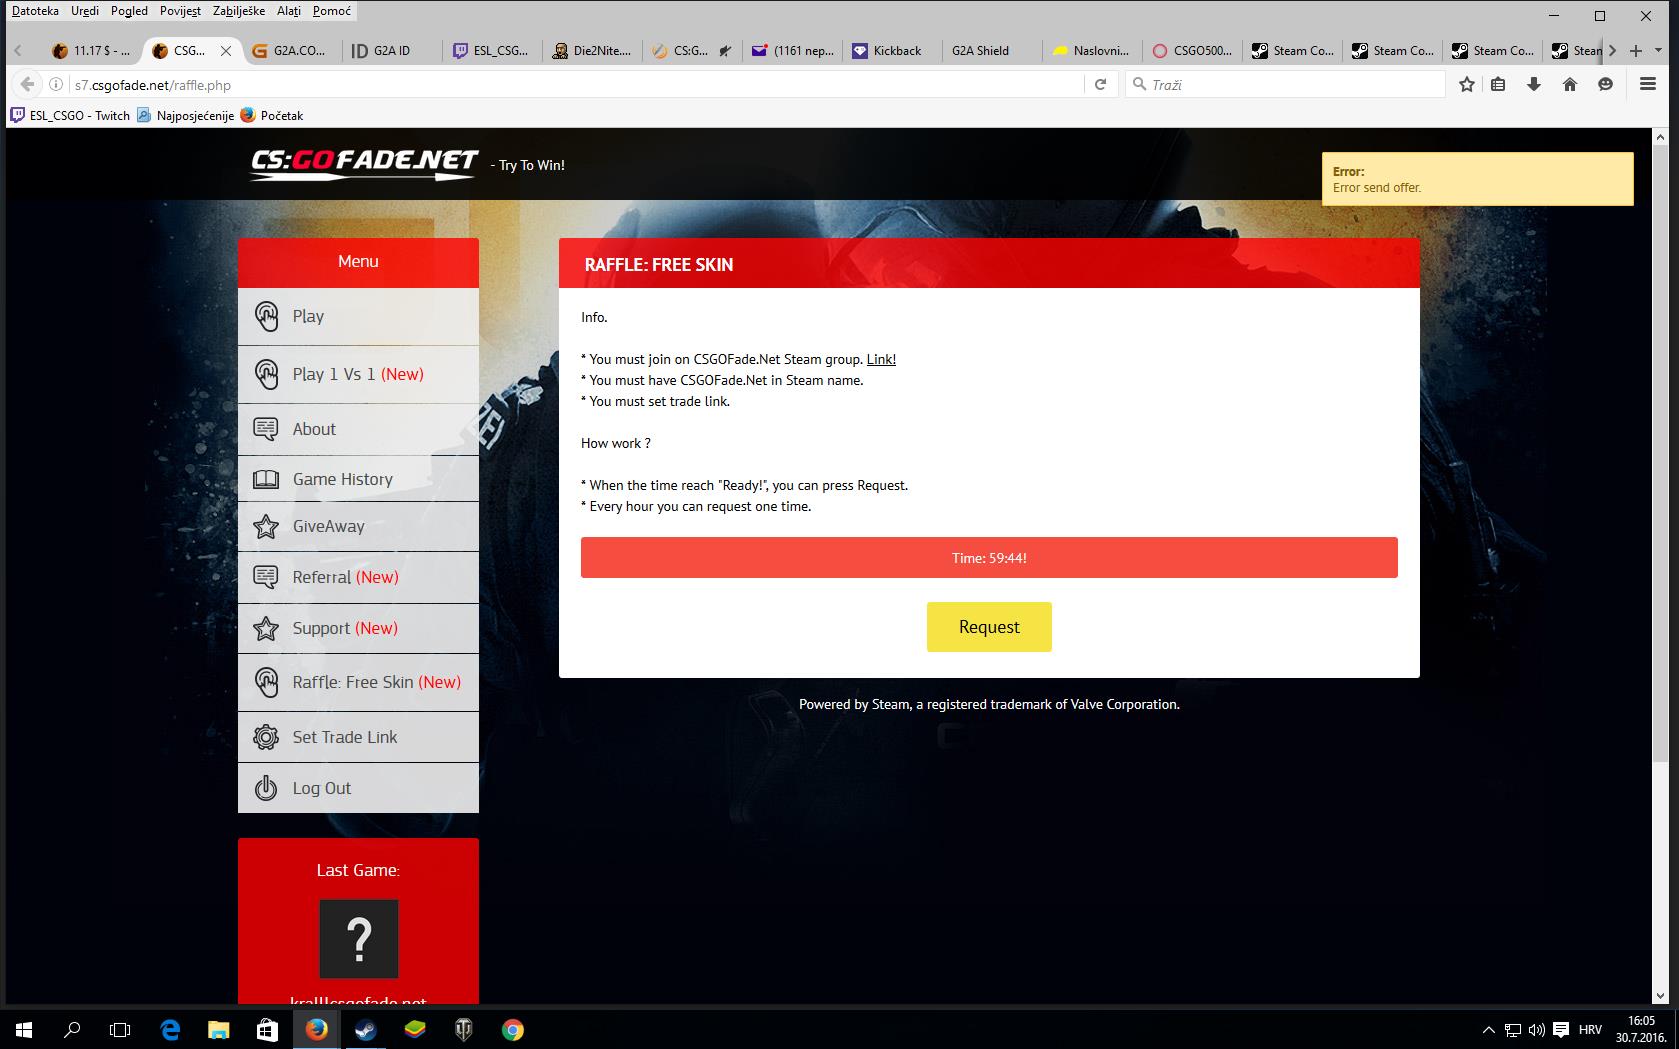 Datoteka Uredi Pogled Povijest Zabilješke Alati Pomoć
11.17 $ - ... CSG... G2A.CO... G2A ID ESL_CSG... Die2Nite.... CS:G... (1161 nep... Kickback G2A Shield Naslovni... CSGO500... Steam Co... Steam Co... Steam Co... Steam
s7.csgofade.net/raffle.php
Traži
ESL_CSGO - Twitch Najposjećenije Početak
CS:GOFADE.NET - Try To Win!
Error:
Error send offer.
Menu
Play
Play 1 Vs 1 (New)
About
Game History
GiveAway
Referral (New)
Support (New)
Raffle: Free Skin (New)
Set Trade Link
Log Out
Last Game:
?
kral||csgofade.net
RAFFLE: FREE SKIN
Info.
* You must join on CSGOFade.Net Steam group. Link!
* You must have CSGOFade.Net in Steam name.
* You must set trade link.
How work ?
* When the time reach "Ready!", you can press Request.
* Every hour you can request one time.
Time: 59:44!
Request
Powered by Steam, a registered trademark of Valve Corporation.
HRV
16:05
30.7.2016.